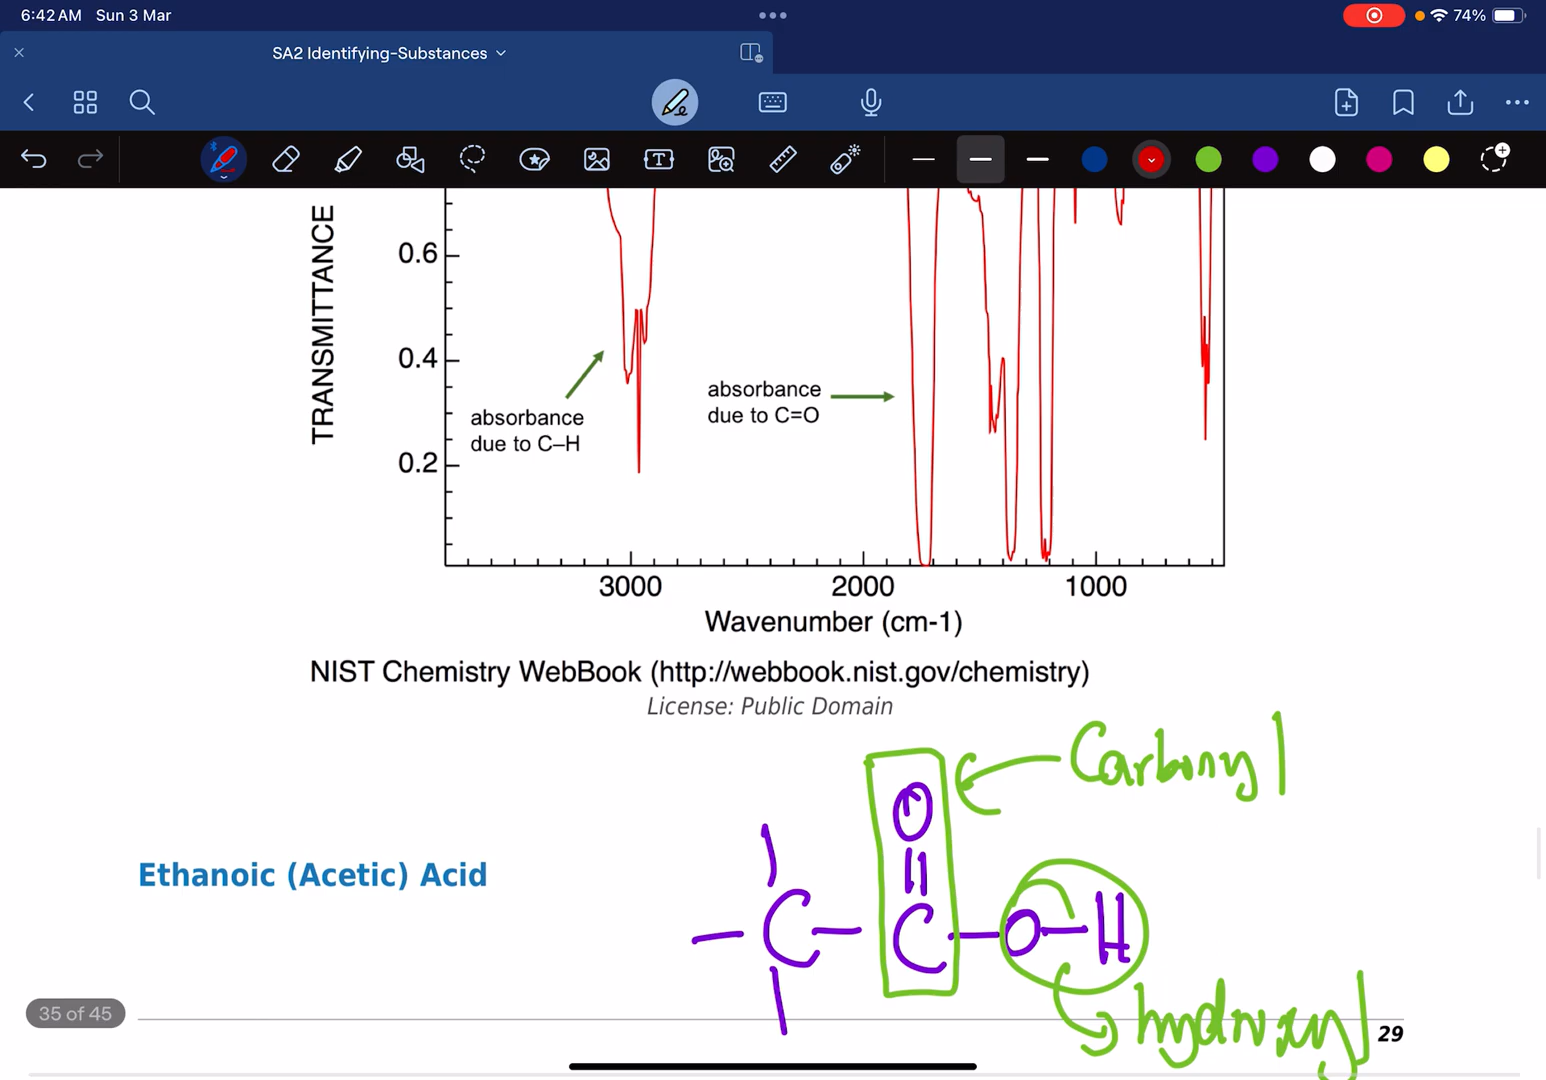 6:42 AM Sun 3 Mar
74%
SA2 Identifying-Substances
TRANSMITTANCE
0.6
0.4
0.2
absorbance
due to C–H
absorbance
due to C=O
3000 2000 1000
Wavenumber (cm-1)
NIST Chemistry WebBook (http://webbook.nist.gov/chemistry)
License: Public Domain
Carbonyl
O
Ethanoic (Acetic) Acid
C C O H
hydroxyl
35 of 45
29